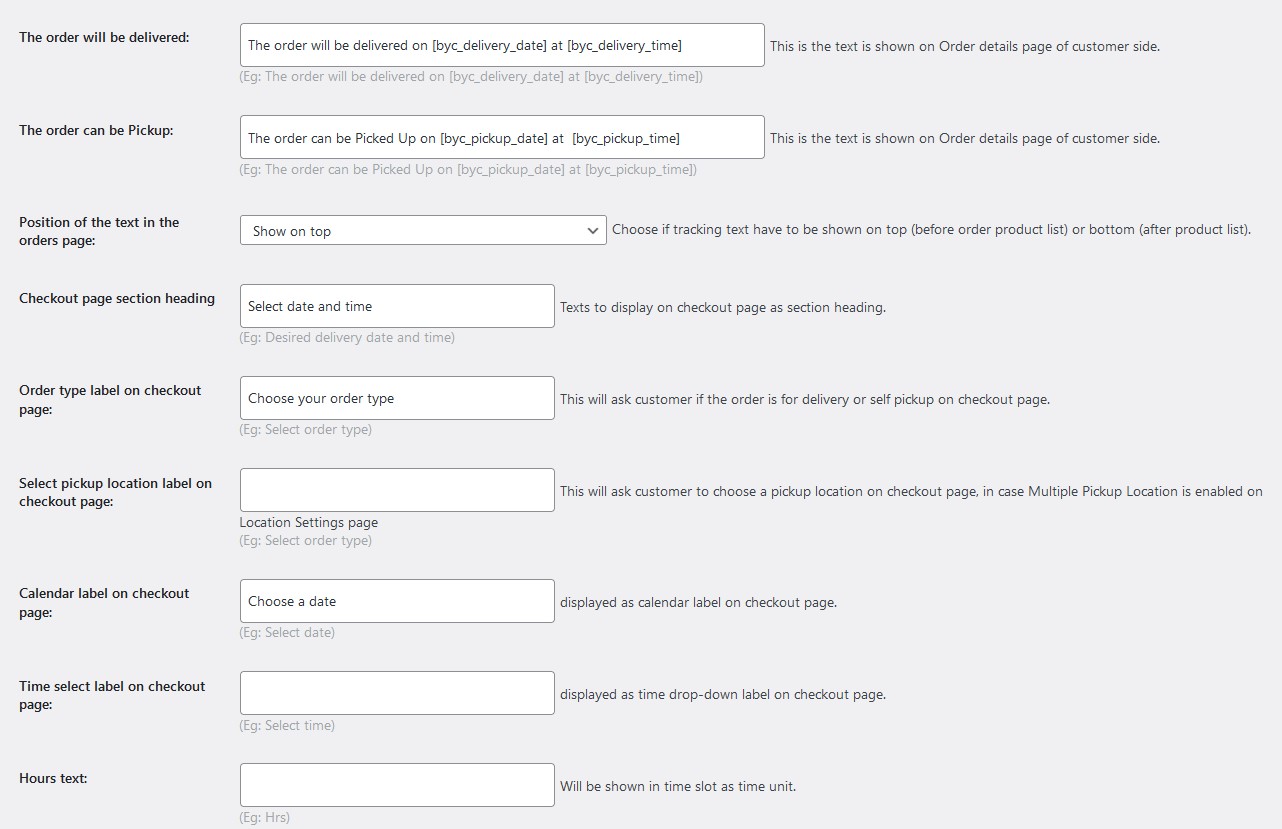 The order will be delivered:
The order will be delivered on [byc_delivery_date] at [byc_delivery_time]
This is the text is shown on Order details page of customer side.
(Eg: The order will be delivered on [byc_delivery_date] at [byc_delivery_time])
The order can be Pickup:
The order can be Picked Up on [byc_pickup_date] at  [byc_pickup_time]
This is the text is shown on Order details page of customer side.
(Eg: The order can be Picked Up on [byc_pickup_date] at [byc_pickup_time])
Position of the text in the
orders page:
Show on top
Choose if tracking text have to be shown on top (before order product list) or bottom (after product list).
Checkout page section heading
Select date and time
Texts to display on checkout page as section heading.
(Eg: Desired delivery date and time)
Order type label on checkout
page:
Choose your order type
This will ask customer if the order is for delivery or self pickup on checkout page.
(Eg: Select order type)
Select pickup location label on
checkout page:
This will ask customer to choose a pickup location on checkout page, in case Multiple Pickup Location is enabled on
Location Settings page
(Eg: Select order type)
Calendar label on checkout
page:
Choose a date
displayed as calendar label on checkout page.
(Eg: Select date)
Time select label on checkout
page:
displayed as time drop-down label on checkout page.
(Eg: Select time)
Hours text:
Will be shown in time slot as time unit.
(Eg: Hrs)